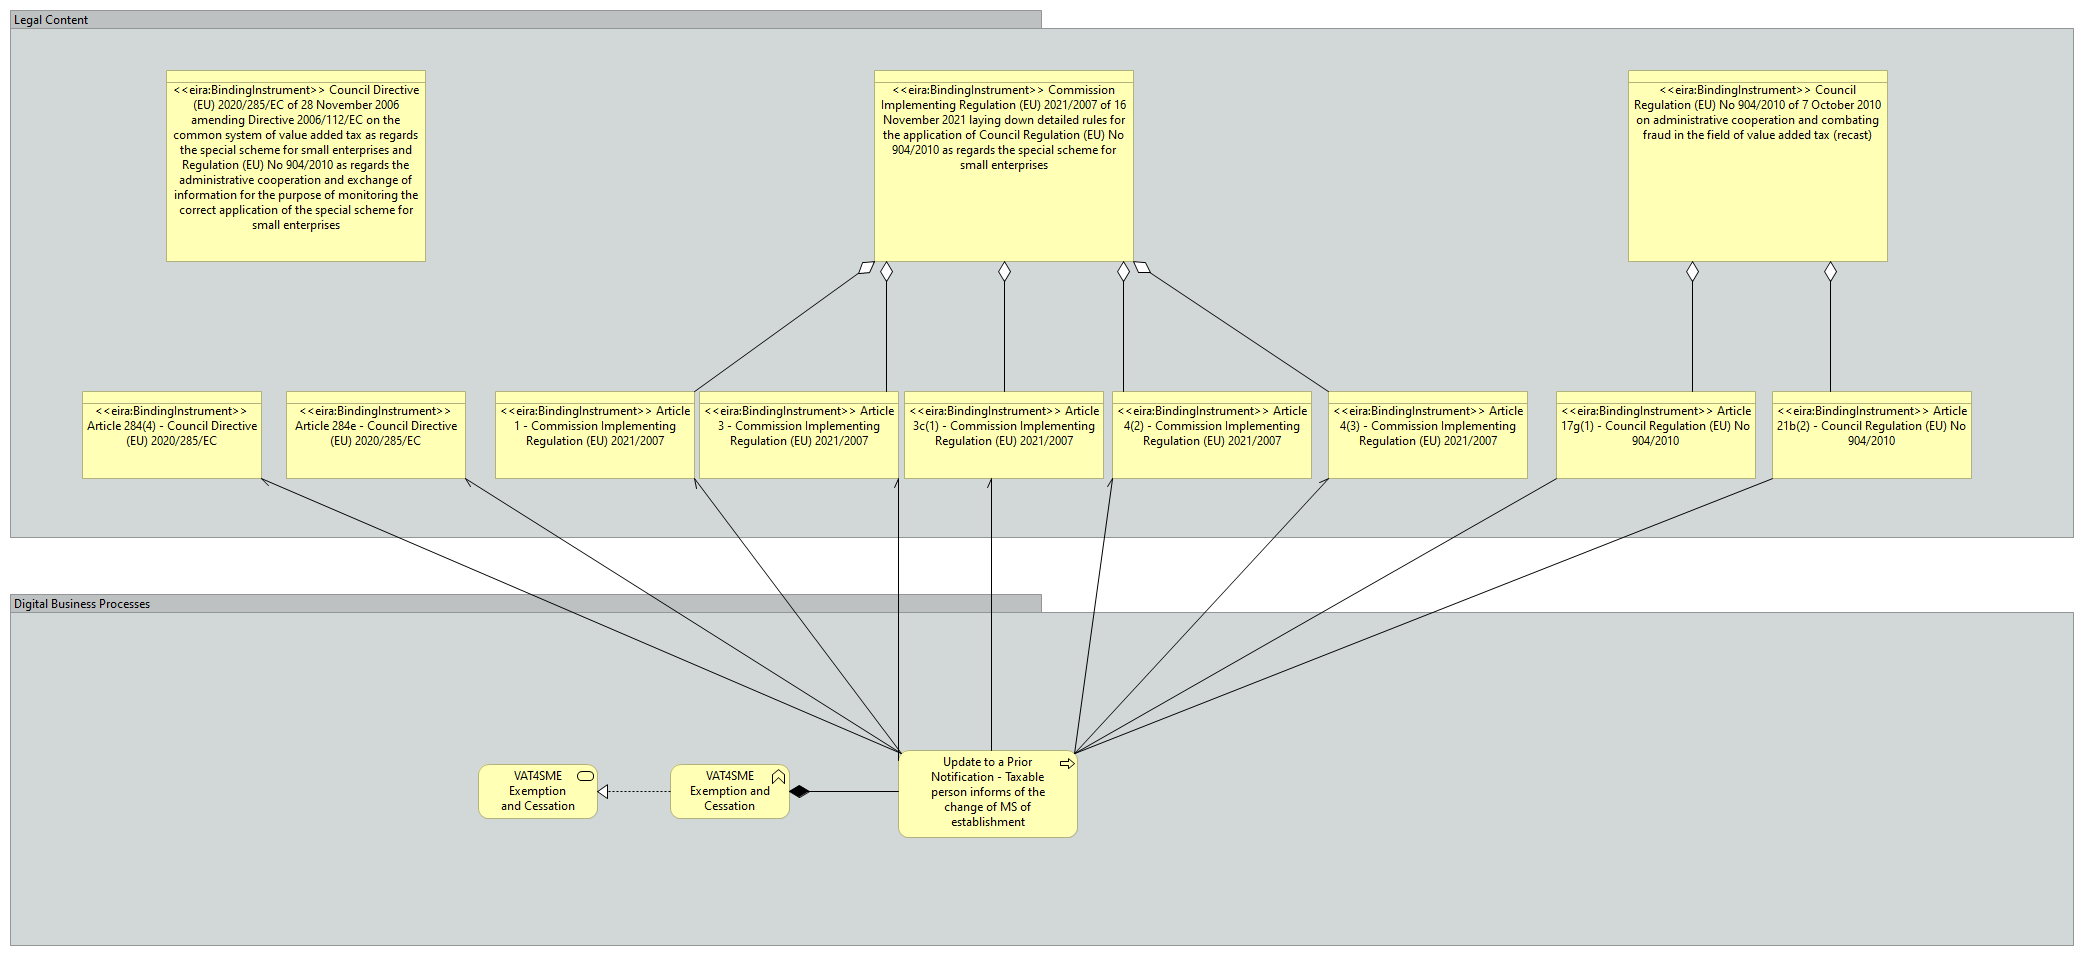 Legal Content
<<eira:BindingInstrument>> Council Directive
(EU) 2020/285/EC of 28 November 2006
amending Directive 2006/112/EC on the
common system of value added tax as regards
the special scheme for small enterprises and
Regulation (EU) No 904/2010 as regards the
administrative cooperation and exchange of
information for the purpose of monitoring the
correct application of the special scheme for
small enterprises
<<eira:BindingInstrument>> Commission
Implementing Regulation (EU) 2021/2007 of 16
November 2021 laying down detailed rules for
the application of Council Regulation (EU) No
904/2010 as regards the special scheme for
small enterprises
<<eira:BindingInstrument>> Council
Regulation (EU) No 904/2010 of 7 October 2010
on administrative cooperation and combating
fraud in the field of value added tax (recast)
<<eira:BindingInstrument>>
Article 284(4) - Council Directive
(EU) 2020/285/EC
<<eira:BindingInstrument>>
Article 284e - Council Directive
(EU) 2020/285/EC
<<eira:BindingInstrument>> Article
1 - Commission Implementing
Regulation (EU) 2021/2007
<<eira:BindingInstrument>> Article
3 - Commission Implementing
Regulation (EU) 2021/2007
<<eira:BindingInstrument>> Article
3c(1) - Commission Implementing
Regulation (EU) 2021/2007
<<eira:BindingInstrument>> Article
4(2) - Commission Implementing
Regulation (EU) 2021/2007
<<eira:BindingInstrument>> Article
4(3) - Commission Implementing
Regulation (EU) 2021/2007
<<eira:BindingInstrument>> Article
17g(1) - Council Regulation (EU) No
904/2010
<<eira:BindingInstrument>> Article
21b(2) - Council Regulation (EU) No
904/2010
Digital Business Processes
VAT4SME
Exemption
and Cessation
VAT4SME
Exemption and
Cessation
Update to a Prior
Notification - Taxable
person informs of the
change of MS of
establishment